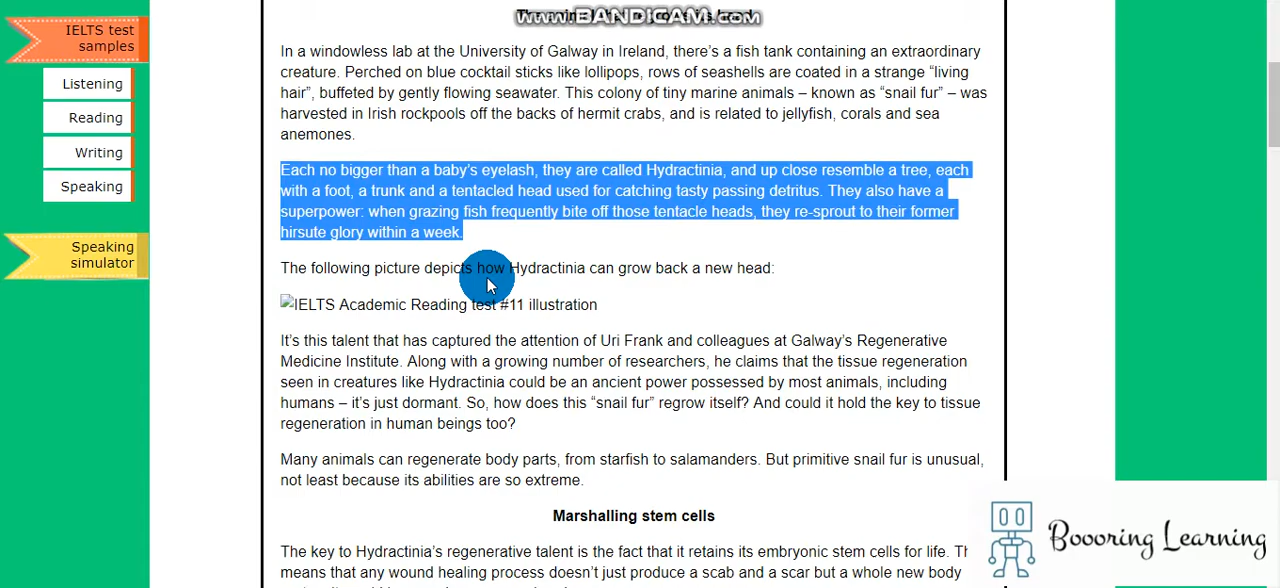 www.BANDICAM.com
IELTS test
samples
Listening
Reading
Writing
Speaking
Speaking
simulator
In a windowless lab at the University of Galway in Ireland, there’s a fish tank containing an extraordinary
creature. Perched on blue cocktail sticks like lollipops, rows of seashells are coated in a strange “living
hair”, buffeted by gently flowing seawater. This colony of tiny marine animals – known as “snail fur” – was
harvested in Irish rockpools off the backs of hermit crabs, and is related to jellyfish, corals and sea
anemones.
Each no bigger than a baby’s eyelash, they are called Hydractinia, and up close resemble a tree, each
with a foot, a trunk and a tentacled head used for catching tasty passing detritus. They also have a
superpower: when grazing fish frequently bite off those tentacle heads, they re-sprout to their former
hirsute glory within a week.
The following picture depicts how Hydractinia can grow back a new head:
IELTS Academic Reading test #11 illustration
It’s this talent that has captured the attention of Uri Frank and colleagues at Galway’s Regenerative
Medicine Institute. Along with a growing number of researchers, he claims that the tissue regeneration
seen in creatures like Hydractinia could be an ancient power possessed by most animals, including
humans – it’s just dormant. So, how does this “snail fur” regrow itself? And could it hold the key to tissue
regeneration in human beings too?
Many animals can regenerate body parts, from starfish to salamanders. But primitive snail fur is unusual,
not least because its abilities are so extreme.
Marshalling stem cells
The key to Hydractinia’s regenerative talent is the fact that it retains its embryonic stem cells for life.
means that any wound healing process doesn’t just produce a scab and a scar but a whole new body
Boooring Learning